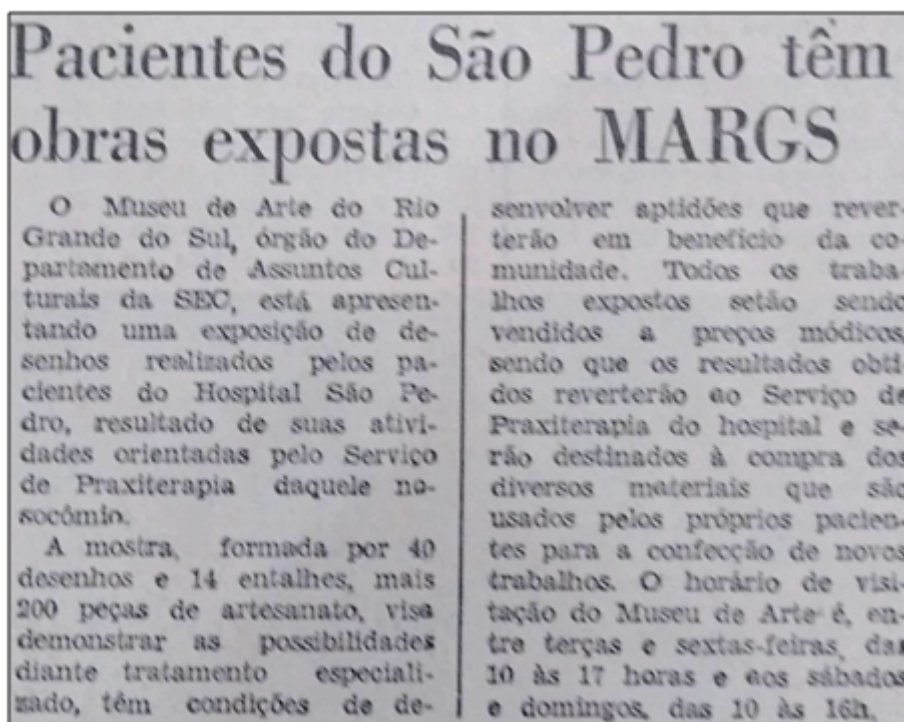 Pacientes do São Pedro têm
obras expostas no MARGS
O Museu de Arte do Rio
Grande do Sul, órgão do De-
partamento de Assuntos Cul-
turais da SEC, está apresen-
tando uma exposição de de-
senhos realizados pelos pa-
cientes do Hospital São Pe-
dro, resultado de suas ativi-
dades orientadas pelo Serviço
de Praxiterapia daquele no-
socómio.
A mostra, formada por 40
desenhos e 14 entalhes, mais
200 peças de artesanato, visa
demonstrar as possibilidades
diante tratamento especiali-
zado, têm condições de de-
senvolver aptidões que rever-
terão em benefício da co-
munidade. Todos os traba-
lhos expostos setão sendo
vendidos a preços módicos,
sendo que os resultados obti
dos reverterão ao Serviço de
Praxiterapia do hospital e se-
rão destinados à compra dos
diversos materiais que são
usados pelos próprios pacien-
tes para a confecção de novos
trabalhos. O horário de visi-
tação do Museu de Arte é, en-
tre terças e sextas-feiras, das
10 às 17 horas e aos sábados
e domingos, das 10 às 16h.